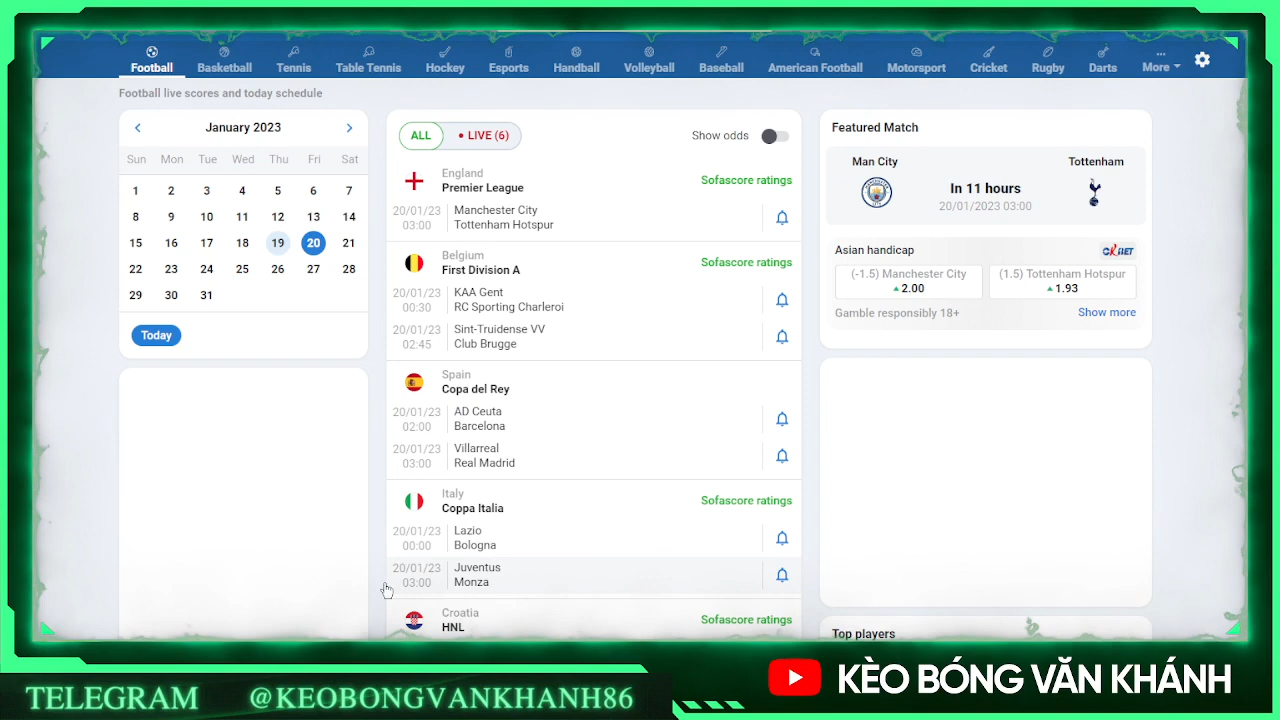 Football Basketball Tennis Table Tennis Hockey Esports Handball Volleyball Baseball American Football Motorsport Cricket Rugby Darts More
Football live scores and today schedule
January 2023
Sun Mon Tue Wed Thu Fri Sat
1 2 3 4 5 6 7
8 9 10 11 12 13 14
15 16 17 18 19 20 21
22 23 24 25 26 27 28
29 30 31
Today
ALL • LIVE (6) Show odds
England
Premier League Sofascore ratings
20/01/23 Manchester City
03:00 Tottenham Hotspur
Belgium
First Division A Sofascore ratings
20/01/23 KAA Gent
00:30 RC Sporting Charleroi
20/01/23 Sint-Truidense VV
02:45 Club Brugge
Spain
Copa del Rey
20/01/23 AD Ceuta
02:00 Barcelona
20/01/23 Villarreal
03:00 Real Madrid
Italy
Coppa Italia Sofascore ratings
20/01/23 Lazio
00:00 Bologna
20/01/23 Juventus
03:00 Monza
Croatia
HNL Sofascore ratings
Featured Match
Man City Tottenham
In 11 hours
20/01/2023 03:00
Asian handicap
(-1.5) Manchester City (1.5) Tottenham Hotspur
2.00 1.93
Gamble responsibly 18+ Show more
Top players
TELEGRAM @KEOBONGVANKHANH86
KÈO BÓNG VĂN KHÁNH